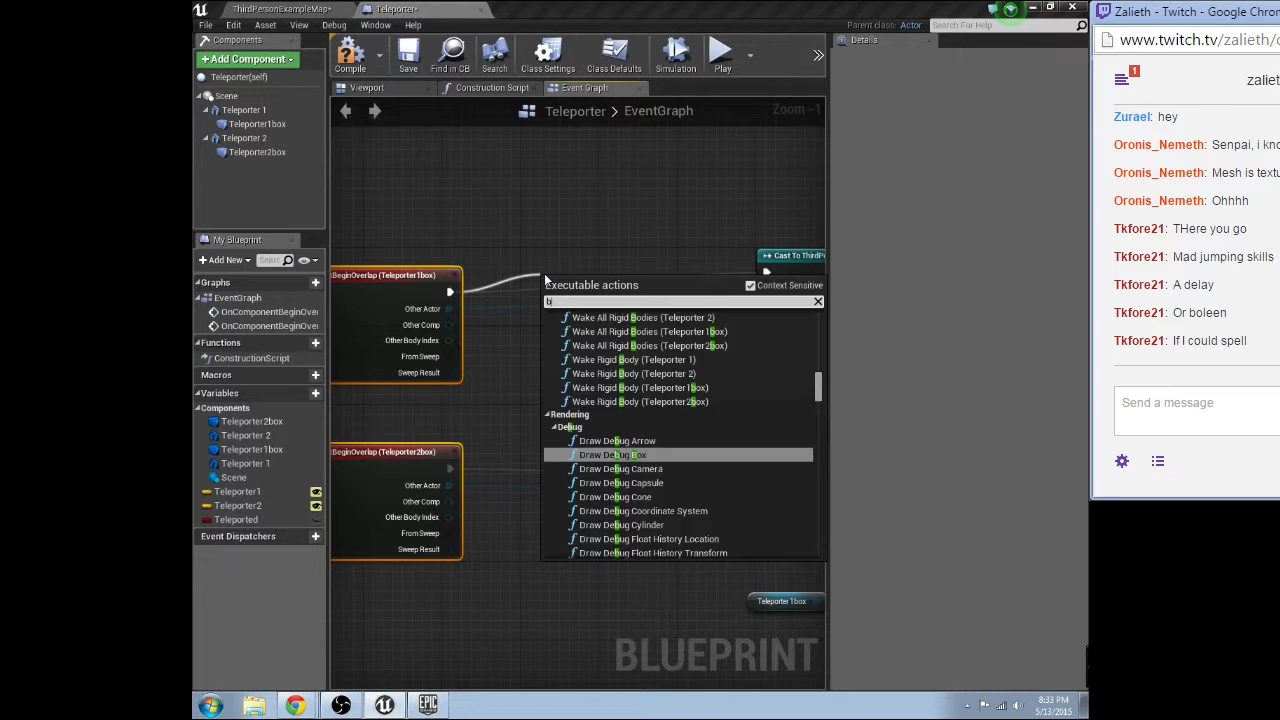 ThirdPersonExampleMap*
Teleporter*
Zalieth - Twitch - Google Chro
File Edit Asset View Debug Window Help
Parent class: Actor
Search For Help
www.twitch.tv/zalieth/
Components
Details
+Add Component
Compile Save Find in CB Search Class Settings Class Defaults Simulation Play
1
zalie
Teleporter(self)
Viewport Construction Script Event Graph
Scene
Teleporter 1
Teleporter1box
Teleporter 2
Teleporter2box
Teleporter > EventGraph
Zoom -1
Zurael: hey
Oronis_Nemeth: Senpai, i kno
Oronis_Nemeth: Mesh is textu
Oronis_Nemeth: Ohhhh
Tkfore21: THere you go
Tkfore21: Mad jumping skills
Tkfore21: A delay
Tkfore21: Or boleen
Tkfore21: If I could spell
Send a message
My Blueprint
+Add New
Searc
Graphs
EventGraph
OnComponentBeginOver
OnComponentBeginOver
Functions
ConstructionScript
Macros
Variables
Components
Teleporter2box
Teleporter 2
Teleporter1box
Teleporter 1
Scene
Teleporter1
Teleporter2
Teleported
Event Dispatchers
BeginOverlap (Teleporter1box)
Other Actor
Other Comp
Other Body Index
From Sweep
Sweep Result
BeginOverlap (Teleporter2box)
Other Actor
Other Comp
Other Body Index
From Sweep
Sweep Result
Cast To ThirdPe
Executable actions
Context Sensitive
b
Wake All Rigid Bodies (Teleporter 2)
Wake All Rigid Bodies (Teleporter1box)
Wake All Rigid Bodies (Teleporter2box)
Wake Rigid Body (Teleporter 1)
Wake Rigid Body (Teleporter 2)
Wake Rigid Body (Teleporter1box)
Wake Rigid Body (Teleporter2box)
Rendering
Debug
Draw Debug Arrow
Draw Debug Box
Draw Debug Camera
Draw Debug Capsule
Draw Debug Cone
Draw Debug Coordinate System
Draw Debug Cylinder
Draw Debug Float History Location
Draw Debug Float History Transform
Teleporter1box
BLUEPRINT
EPIC
GAMES
8:33 PM
5/13/2015